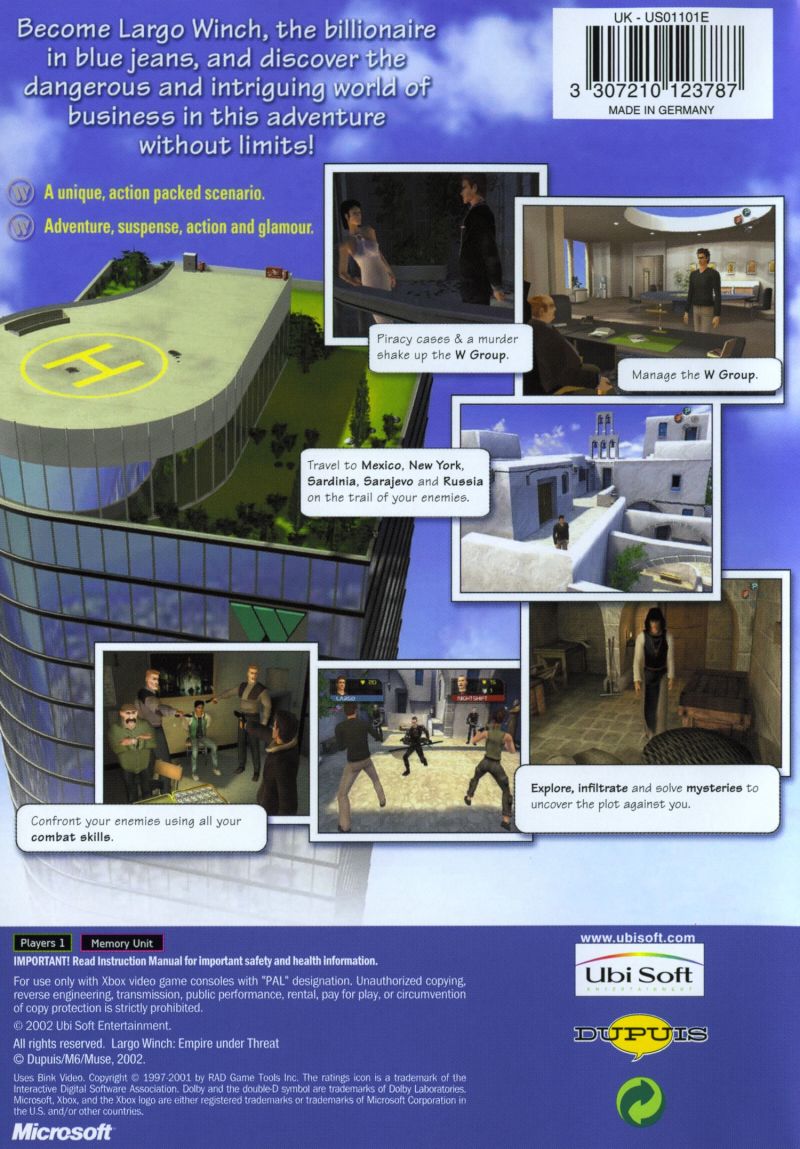 Become Largo Winch, the billionaire
in blue jeans, and discover the
dangerous and intriguing world of
business in this adventure
without limits!
UK - US01101E
3 307210 123787
MADE IN GERMANY
W A unique, action packed scenario.
W Adventure, suspense, action and glamour.
Piracy cases & a murder
shake up the W Group.
Manage the W Group.
Travel to Mexico, New York,
Sardinia, Sarajevo and Russia
on the trail of your enemies.
H
W
LARGO
20
NIGHTSHIFT
Explore, infiltrate and solve mysteries to
uncover the plot against you.
Confront your enemies using all your
combat skills.
Players 1
Memory Unit
IMPORTANT! Read Instruction Manual for important safety and health information.
For use only with Xbox video game consoles with "PAL" designation. Unauthorized copying,
reverse engineering, transmission, public performance, rental, pay for play, or circumvention
of copy protection is strictly prohibited.
© 2002 Ubi Soft Entertainment.
All rights reserved. Largo Winch: Empire under Threat
© Dupuis/M6/Muse, 2002.
Uses Bink Video. Copyright © 1997-2001 by RAD Game Tools Inc. The ratings icon is a trademark of the
Interactive Digital Software Association. Dolby and the double-D symbol are trademarks of Dolby Laboratories.
Microsoft, Xbox, and the Xbox logo are either registered trademarks or trademarks of Microsoft Corporation in
the U.S. and/or other countries.
Microsoft
www.ubisoft.com
Ubi Soft
ENTERTAINMENT
DUPUIS